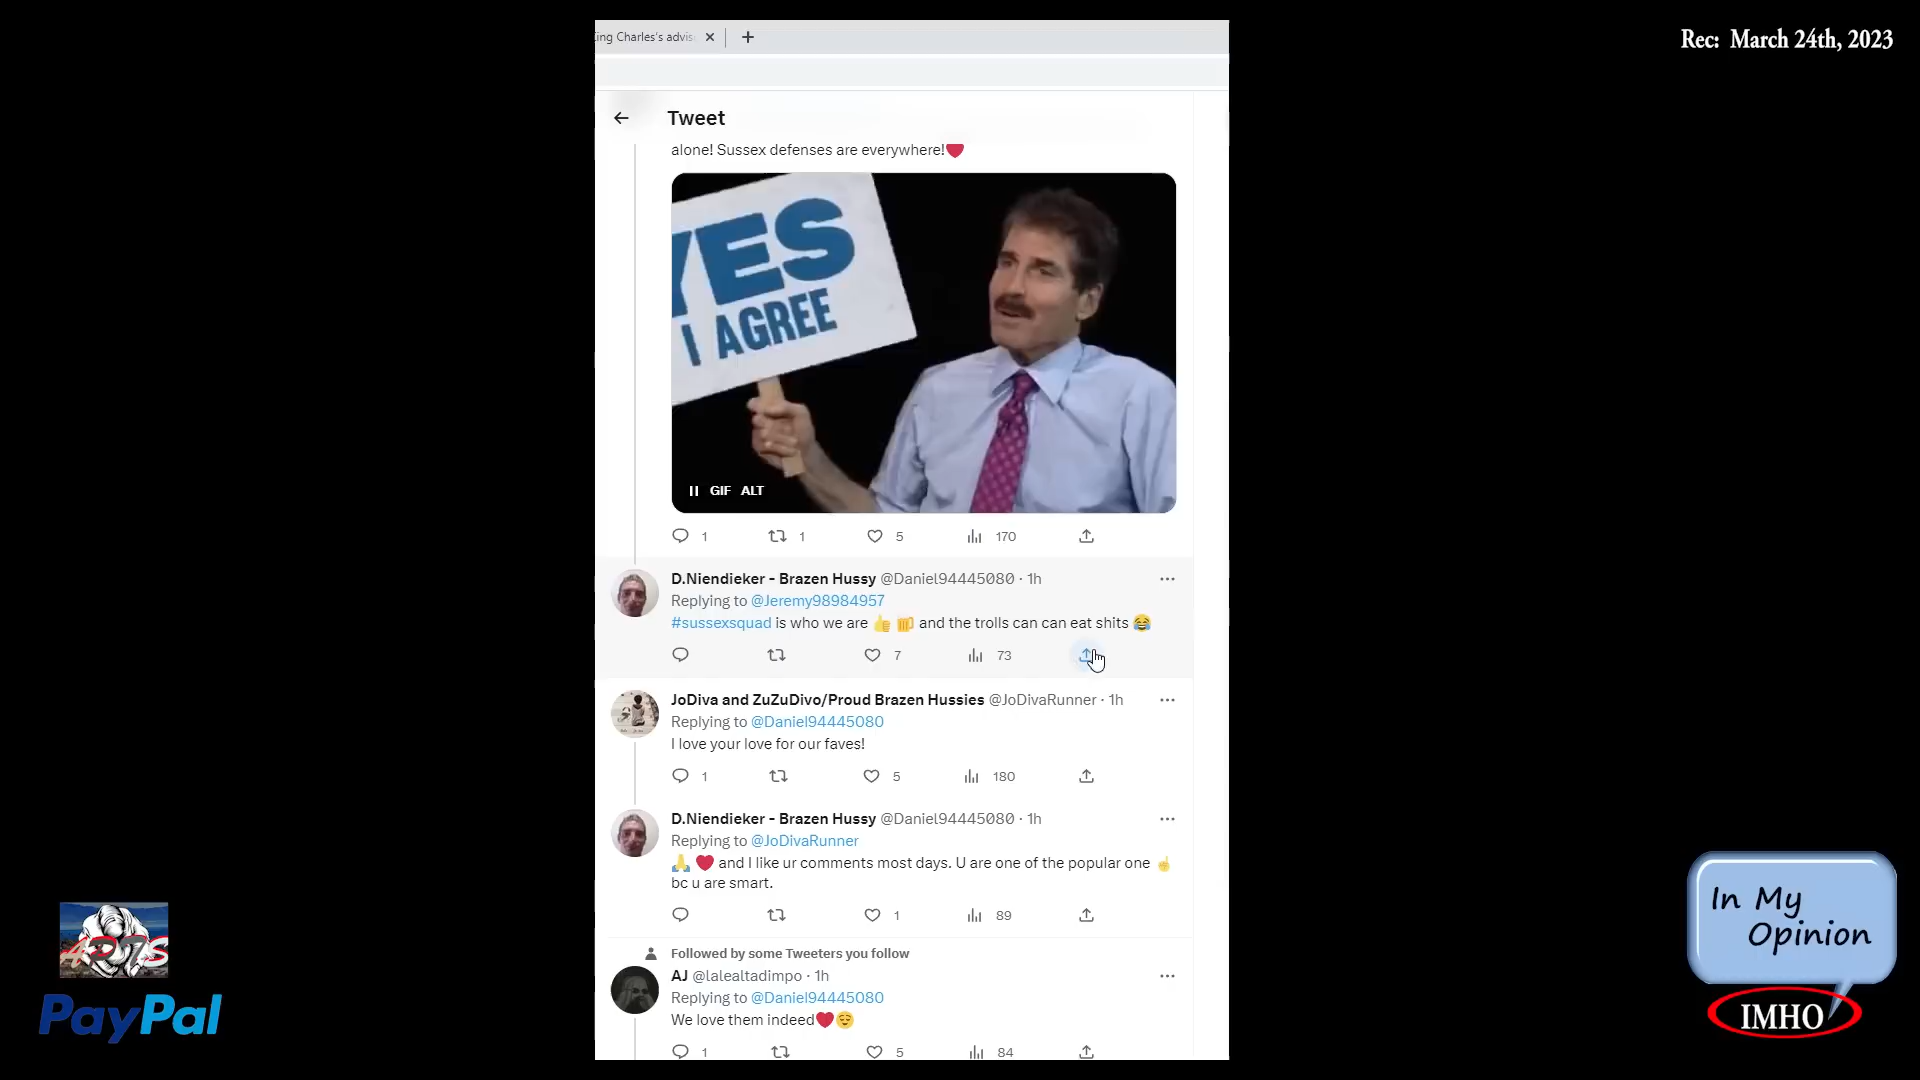 Rec: March 24th, 2023
King Charles's advis
Tweet
alone! Sussex defenses are everywhere!❤️
YES
I AGREE
GIF ALT
1 1 5 170
D.Niendieker - Brazen Hussy @Daniel94445080 · 1h
Replying to @Jeremy98984957
#sussexsquad is who we are 👍 🍻 and the trolls can can eat shits 😂
7 73
JoDiva and ZuZuDivo/Proud Brazen Hussies @JoDivaRunner · 1h
Replying to @Daniel94445080
I love your love for our faves!
1 5 180
D.Niendieker - Brazen Hussy @Daniel94445080 · 1h
Replying to @JoDivaRunner
🙏 ❤️ and I like ur comments most days. U are one of the popular one ☝️
bc u are smart.
1 89
Followed by some Tweeters you follow
AJ @lalealtadimpo · 1h
Replying to @Daniel94445080
We love them indeed❤️😌
1 5 84
PayPal
In My
Opinion
IMHO